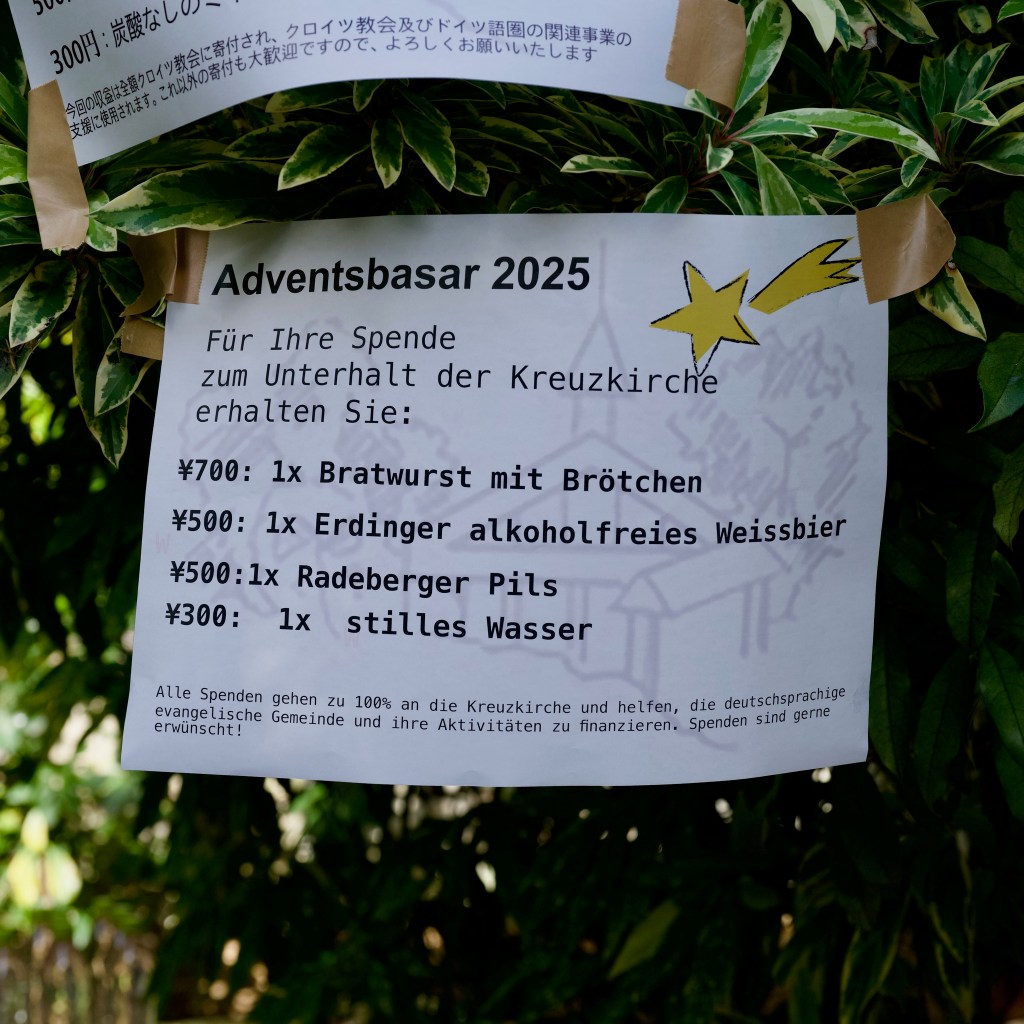 300円：炭酸なしのミ
今回の収益は全額クロイツ教会に寄付され、クロイツ教会及びドイツ語圏の関連事業の
支援に使用されます。これ以外の寄付も大歓迎ですので、よろしくお願いいたします
Adventsbasar 2025
Für Ihre Spende
zum Unterhalt der Kreuzkirche
erhalten Sie:
¥700: 1x Bratwurst mit Brötchen
¥500: 1x Erdinger alkoholfreies Weissbier
¥500:1x Radeberger Pils
¥300: 1x stilles Wasser
Alle Spenden gehen zu 100% an die Kreuzkirche und helfen, die deutschsprachige
evangelische Gemeinde und ihre Aktivitäten zu finanzieren. Spenden sind gerne
erwünscht!